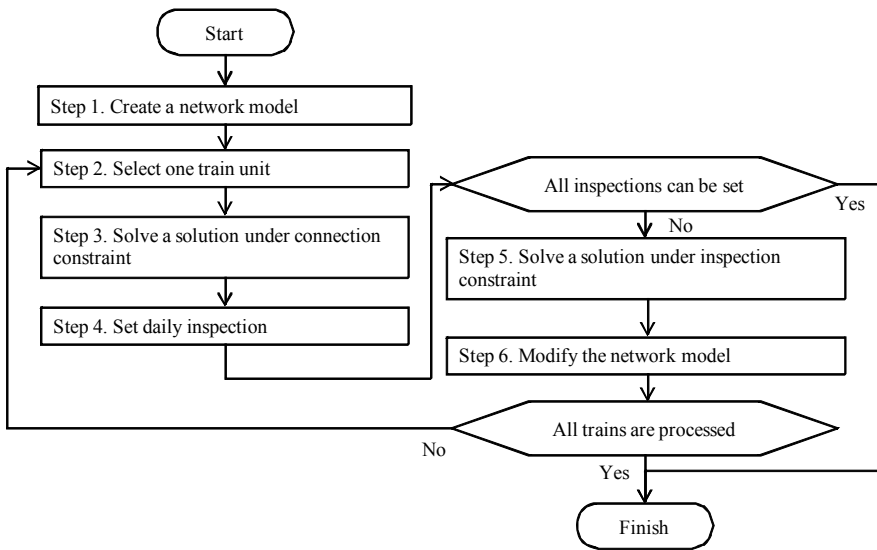 Start
Step 1. Create a network model
Step 2. Select one train unit
Step 3. Solve a solution under connection
constraint
Step 4. Set daily inspection
All inspections can be set
Yes
No
Step 5. Solve a solution under inspection
constraint
Step 6. Modify the network model
All trains are processed
No
Yes
Finish